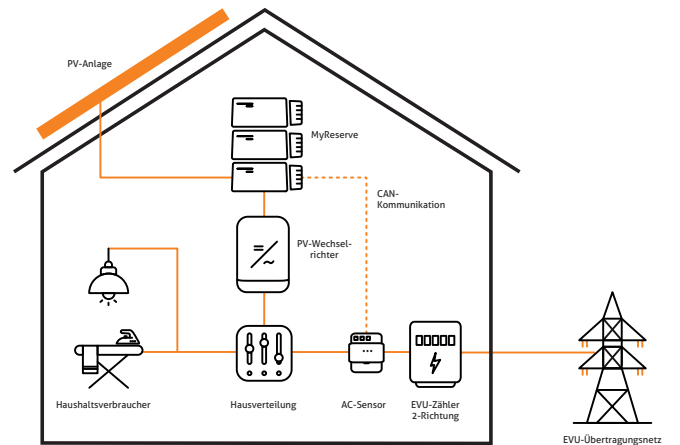 PV-Anlage
MyReserve
CAN-
Kommunikation
PV-Wechsel-
richter
Haushaltsverbraucher
Hausverteilung
AC-Sensor
EVU-Zähler
2-Richtung
EVU-Übertragungsnetz